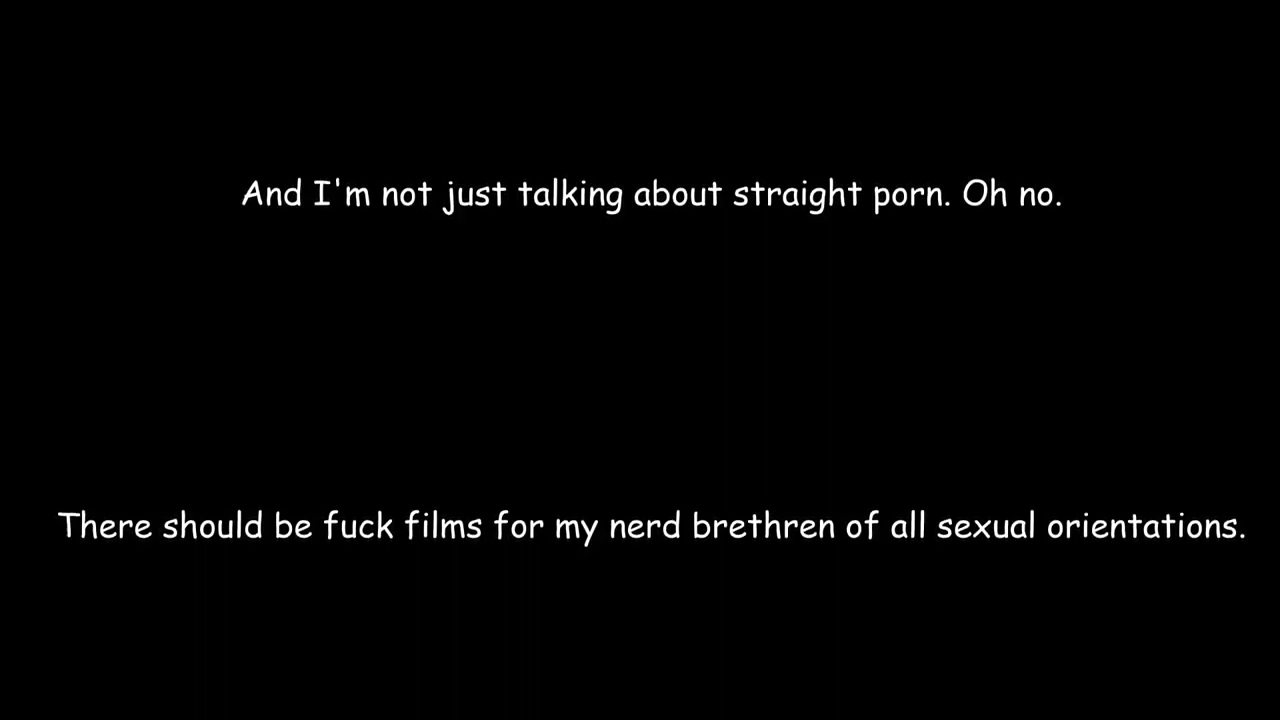 And I'm not just talking about straight porn. Oh no.
There should be fuck films for my nerd brethren of all sexual orientations.